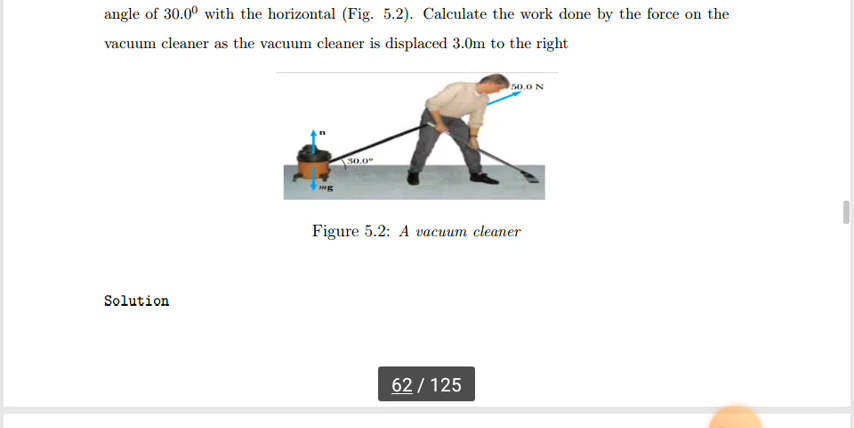 angle of 30.0⁰ with the horizontal (Fig. 5.2). Calculate the work done by the force on the
vacuum cleaner as the vacuum cleaner is displaced 3.0m to the right
50.0 N
n
30.0°
mg
Figure 5.2: A vacuum cleaner
Solution
62 / 125